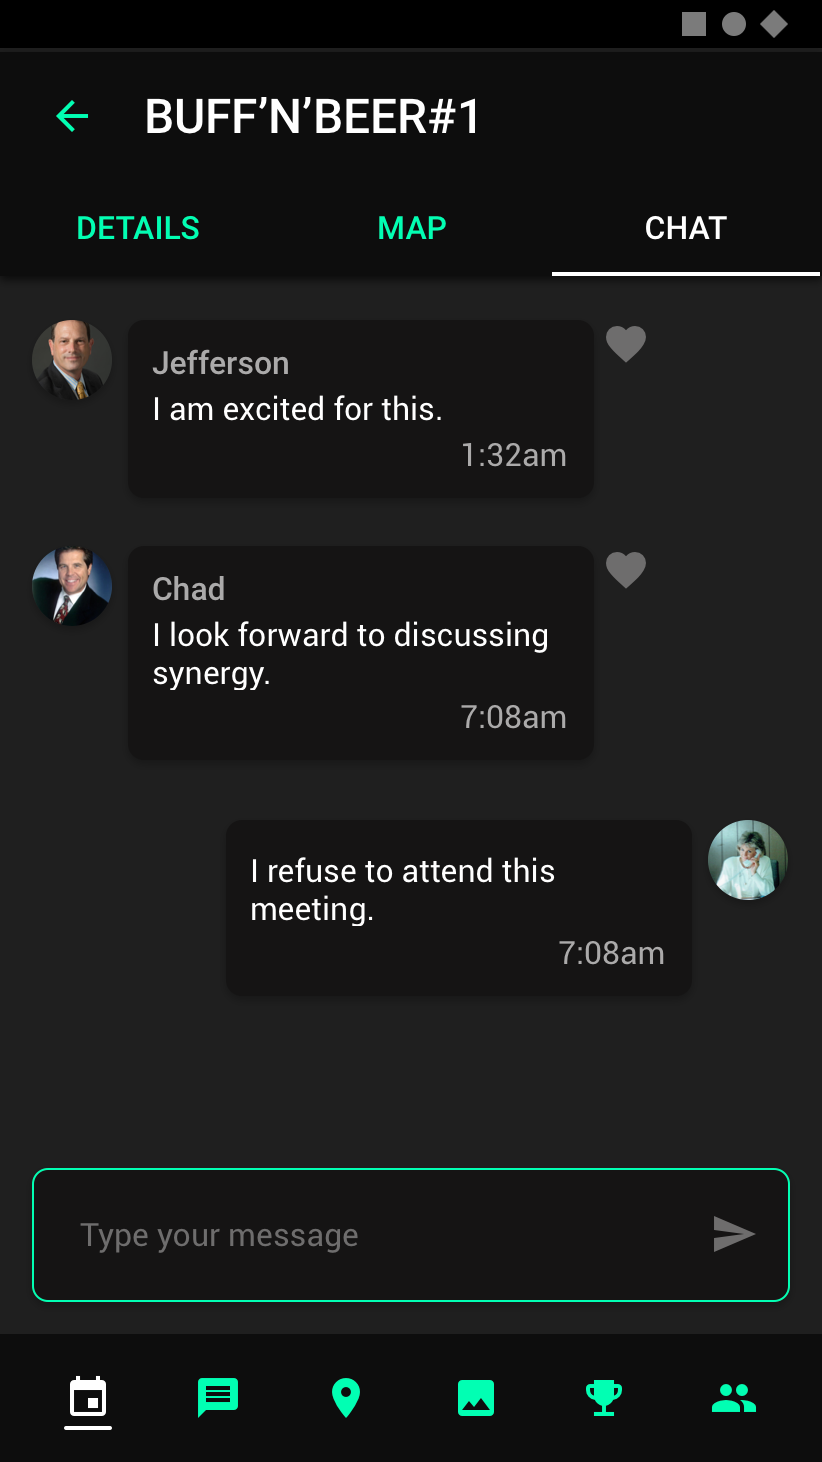 BUFF’N’BEER#1
DETAILS MAP CHAT
Jefferson
I am excited for this.
1:32am
Chad
I look forward to discussing
synergy.
7:08am
I refuse to attend this
meeting.
7:08am
Type your message